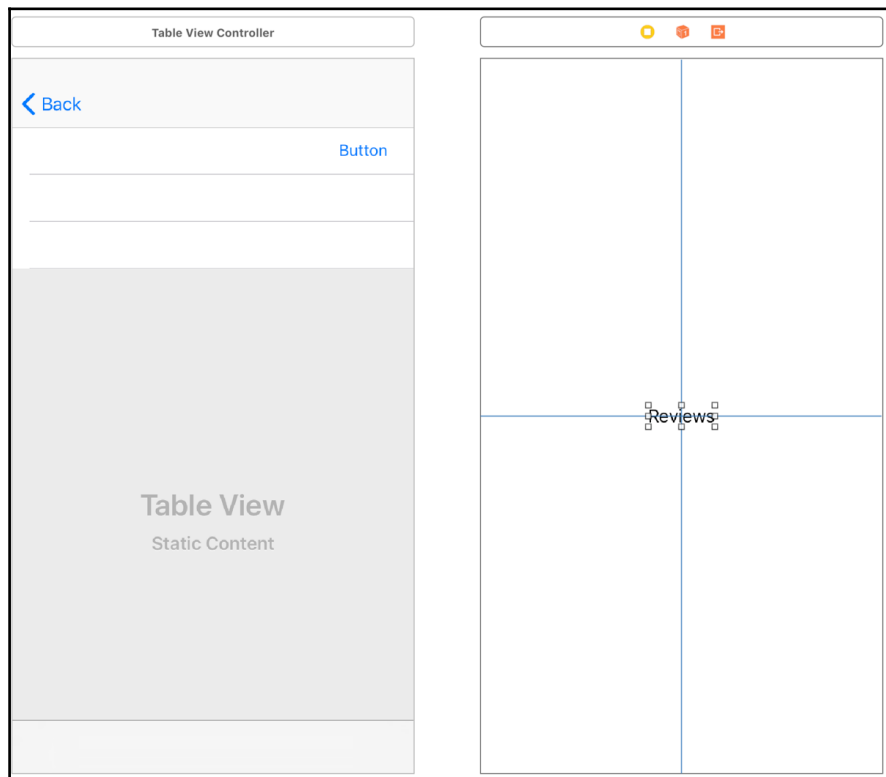 Table View Controller
Back
Button
Table View
Static Content
Reviews